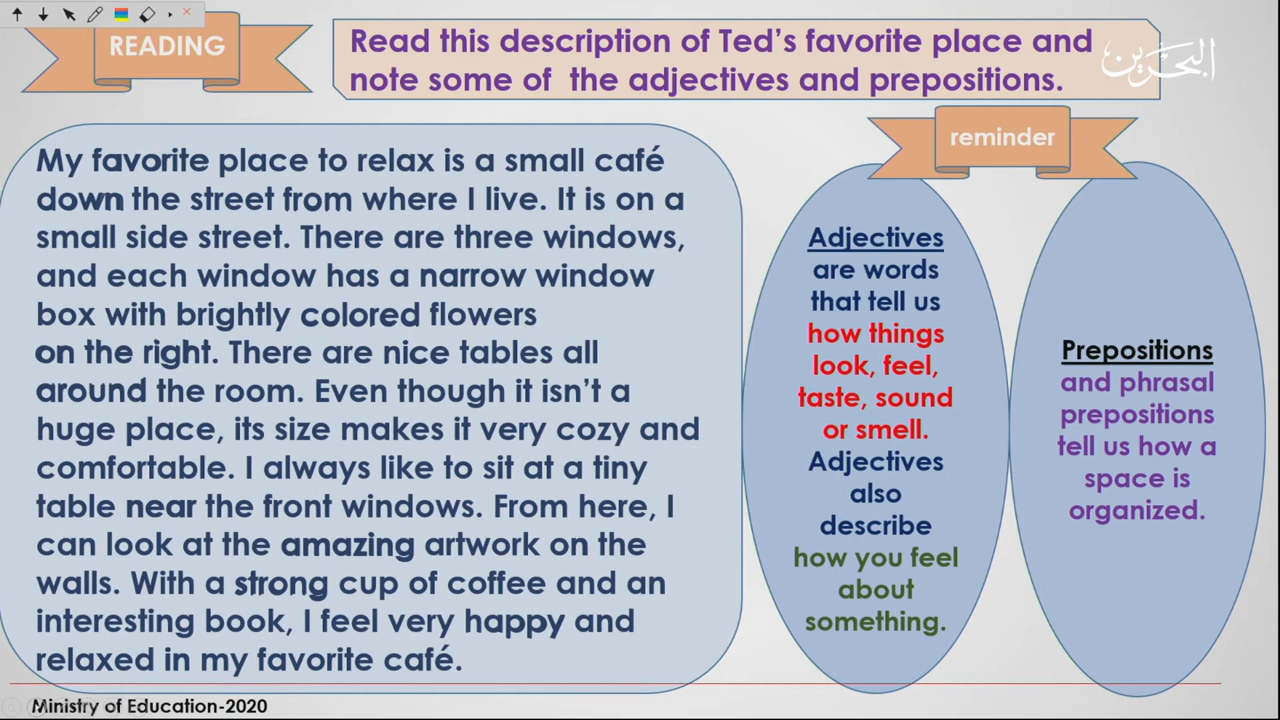 READING
Read this description of Ted's favorite place and
note some of the adjectives and prepositions.
البحرين
reminder
My favorite place to relax is a small café
down the street from where I live. It is on a
small side street. There are three windows,
and each window has a narrow window
box with brightly colored flowers
on the right. There are nice tables all
around the room. Even though it isn't a
huge place, its size makes it very cozy and
comfortable. I always like to sit at a tiny
table near the front windows. From here, I
can look at the amazing artwork on the
walls. With a strong cup of coffee and an
interesting book, I feel very happy and
relaxed in my favorite café.
Adjectives
are words
that tell us
how things
look, feel,
taste, sound
or smell.
Adjectives
also
describe
how you feel
about
something.
Prepositions
and phrasal
prepositions
tell us how a
space is
organized.
Ministry of Education-2020